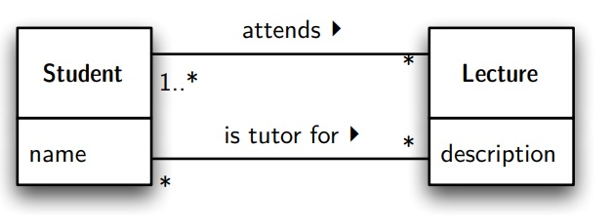 attends ▶
Student
1..*
*
Lecture
name
is tutor for ▶
*
description
*